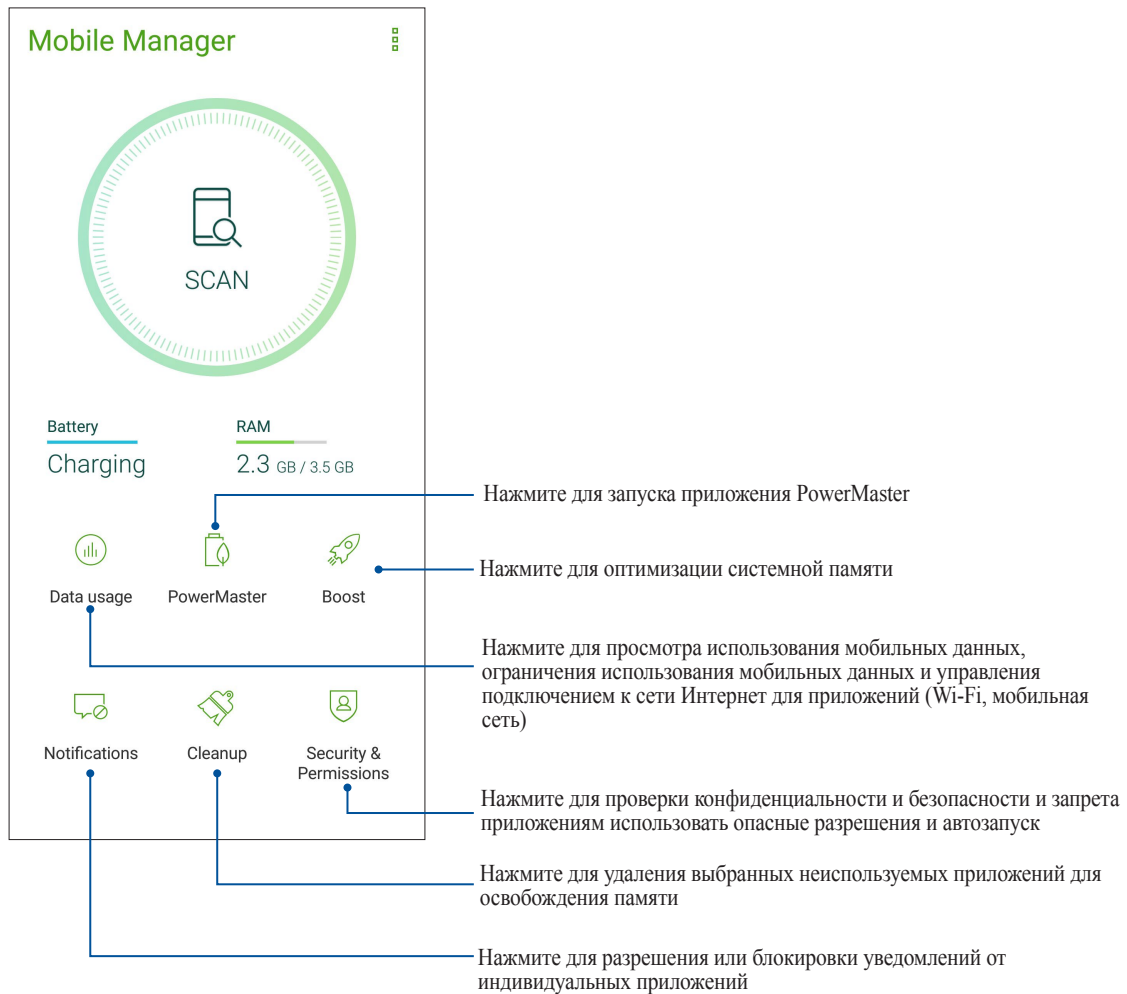 Mobile Manager
SCAN
Battery
RAM
Charging
2.3 GB / 3.5 GB
Нажмите для запуска приложения PowerMaster
Нажмите для оптимизации системной памяти
Data usage
PowerMaster
Boost
Нажмите для просмотра использования мобильных данных,
ограничения использования мобильных данных и управления
подключением к сети Интернет для приложений (Wi-Fi, мобильная
сеть)
Notifications
Cleanup
Security &
Permissions
Нажмите для проверки конфиденциальности и безопасности и запрета
приложениям использовать опасные разрешения и автозапуск
Нажмите для удаления выбранных неиспользуемых приложений для
освобождения памяти
Нажмите для разрешения или блокировки уведомлений от
индивидуальных приложений